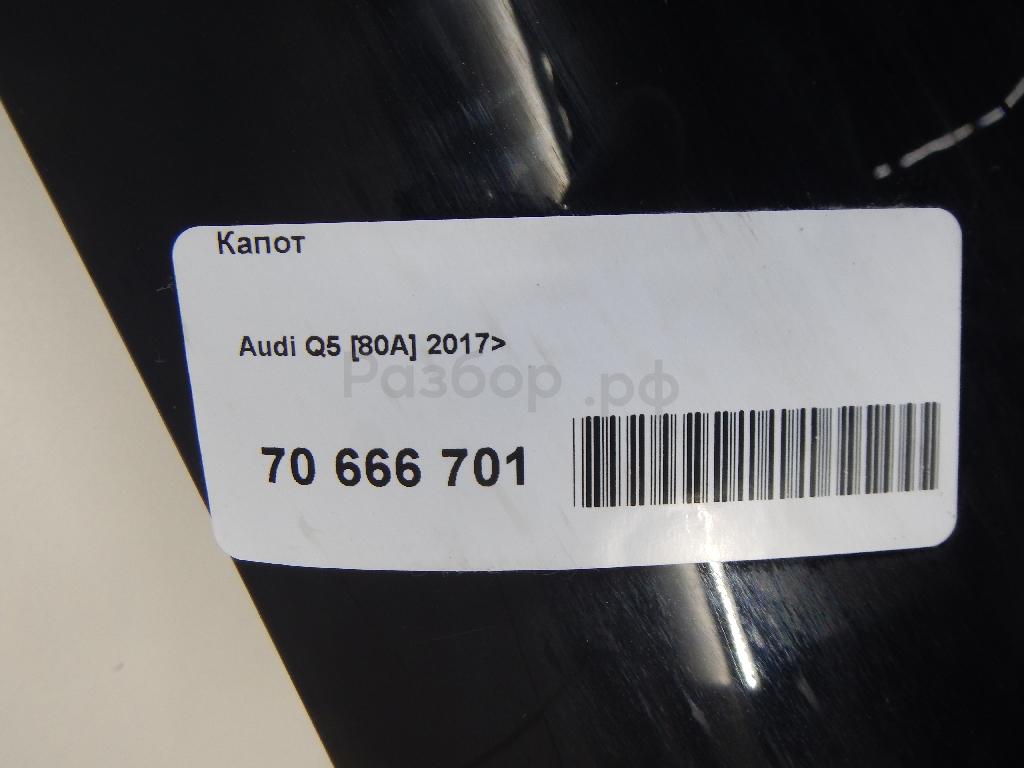 Капот
Audi Q5 [80A] 2017>
Разбор.рф
70 666 701